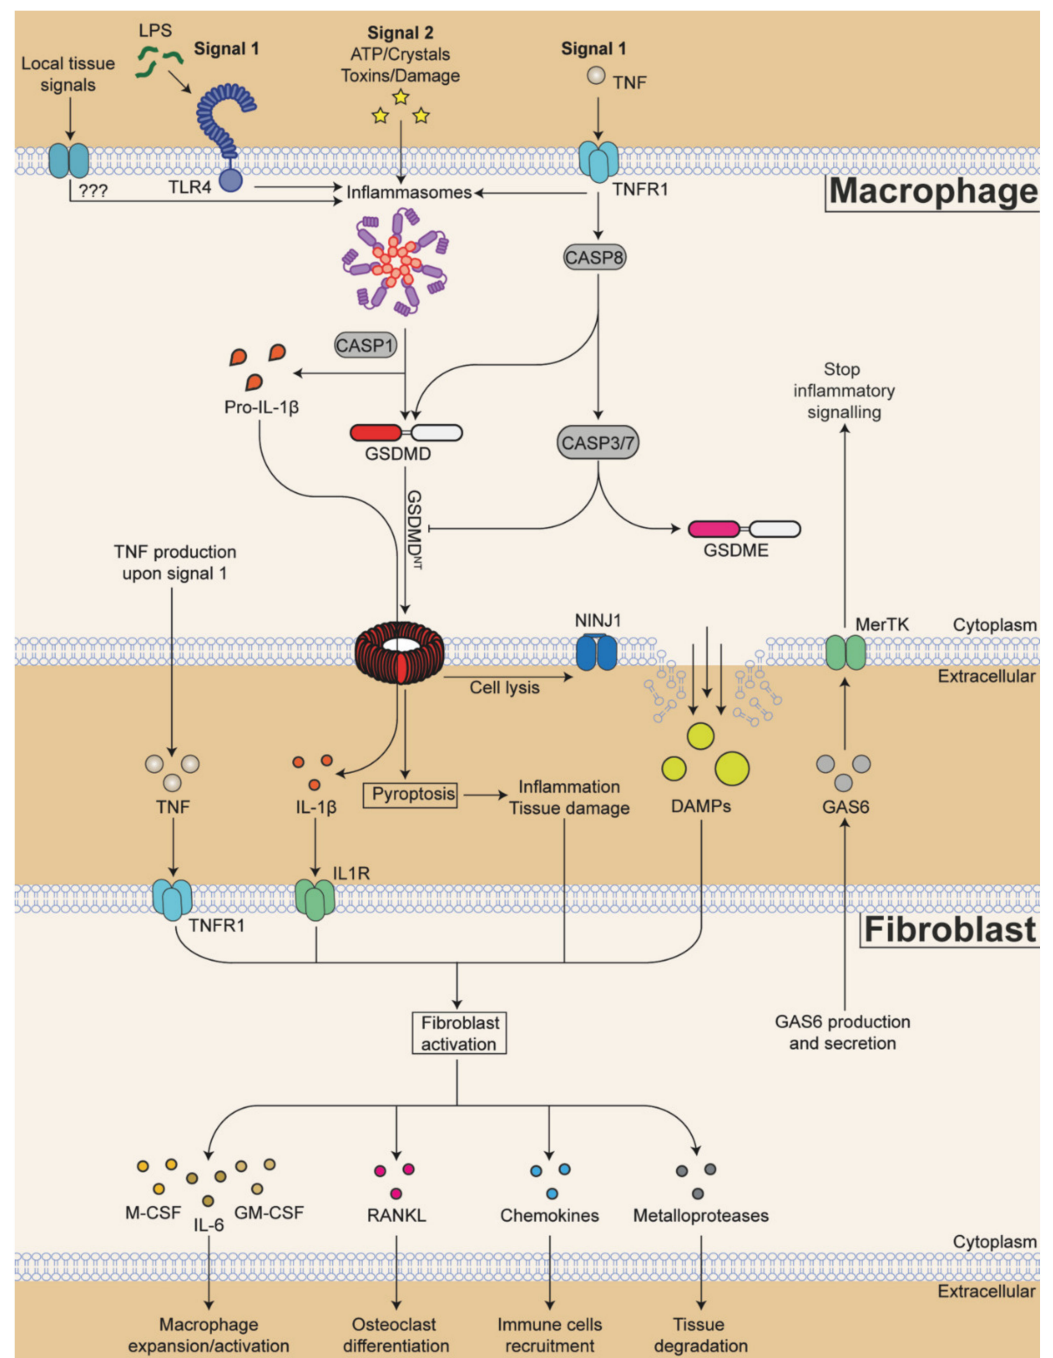 LPS
Local tissue
signals
Signal 1
Signal 2
ATP/Crystals
Toxins/Damage
Signal 1
TNF
???
TLR4
Inflammasomes
TNFR1
Macrophage
CASP8
CASP1
Pro-IL-1β
GSDMD
CASP3/7
Stop
inflammatory
signalling
GSDMD^NT
GSDME
TNF production
upon signal 1
NINJ1
MerTK
Cytoplasm
Extracellular
Cell lysis
TNF
IL-1β
Pyroptosis
Inflammation
Tissue damage
DAMPs
GAS6
IL1R
TNFR1
Fibroblast
Fibroblast
activation
GAS6 production
and secretion
M-CSF
IL-6
GM-CSF
RANKL
Chemokines
Metalloproteases
Cytoplasm
Extracellular
Macrophage
expansion/activation
Osteoclast
differentiation
Immune cells
recruitment
Tissue
degradation